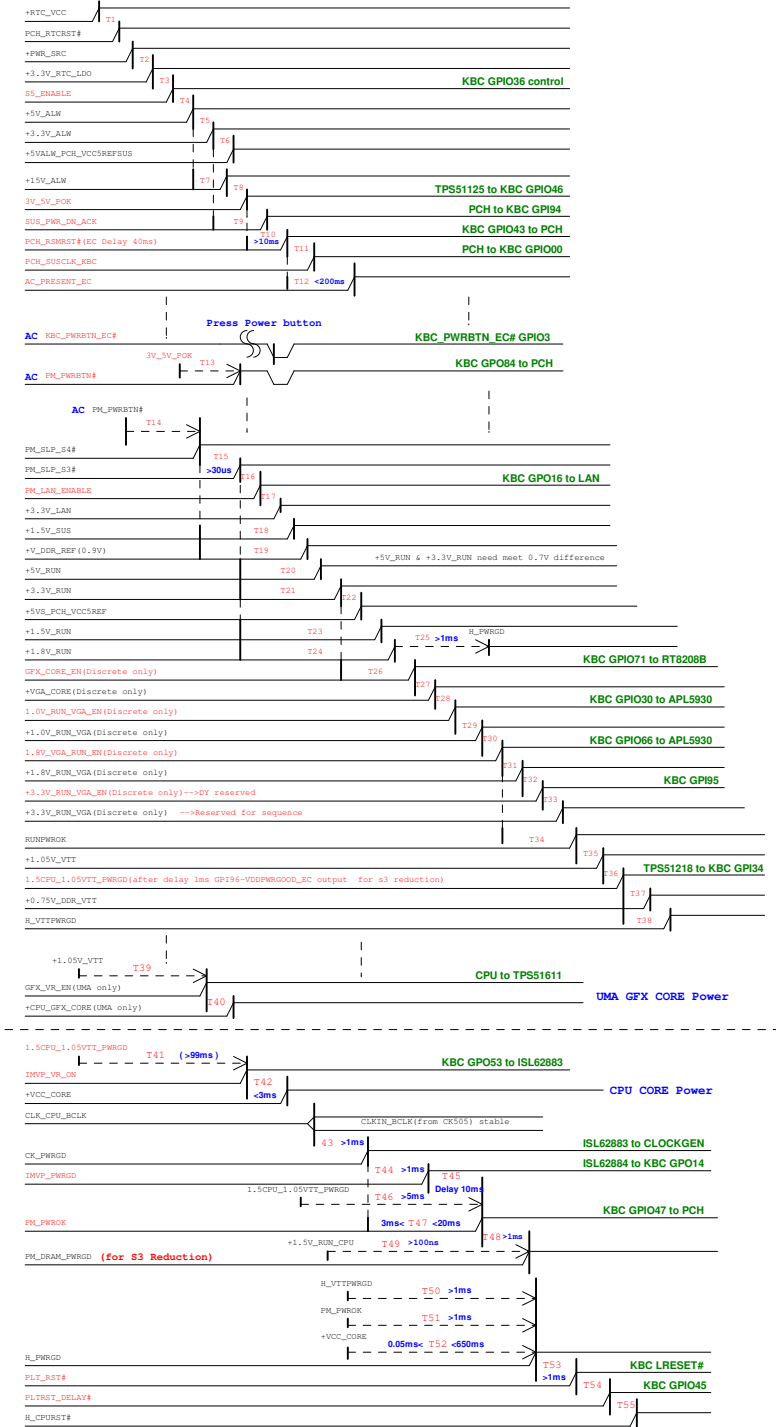 +RTC_VCC
T1
PCH_RTCRST#
+PWR_SRC
T2
+3.3V_RTC_LDO
T3
KBC GPIO36 control
S5_ENABLE
T4
+5V_ALW
T5
+3.3V_ALW
T6
+5VALW_PCH_VCC5REFSUS
+15V_ALW
T7
T8
TPS51125 to KBC GPIO46
3V_5V_POK
PCH to KBC GPI94
SUS_PWR_DN_ACK
T9
T10
KBC GPIO43 to PCH
PCH_RSMRST#(EC Delay 40ms)
>10ms
T11
PCH to KBC GPIO00
PCH_SUSCLK_KBC
AC_PRESENT_EC
T12 <200ms
Press Power button
AC KBC_PWRBTN_EC#
KBC_PWRBTN_EC# GPIO3
3V_5V_POK
T13
KBC GPO84 to PCH
AC PM_PWRBTN#
AC PM_PWRBTN#
T14
PM_SLP_S4#
T15
PM_SLP_S3#
>30us
T16
KBC GPO16 to LAN
PM_LAN_ENABLE
T17
+3.3V_LAN
+1.5V_SUS
T18
+V_DDR_REF(0.9V)
T19
+5V_RUN & +3.3V_RUN need meet 0.7V difference
+5V_RUN
T20
+3.3V_RUN
T21
T22
+5VS_PCH_VCC5REF
+1.5V_RUN
T23
T25 >1ms
H_PWRGD
+1.8V_RUN
T24
KBC GPIO71 to RT8208B
GFX_CORE_EN(Discrete only)
T26
T27
+VGA_CORE(Discrete only)
T28
KBC GPIO30 to APL5930
1.0V_RUN_VGA_EN(Discrete only)
T29
+1.0V_RUN_VGA(Discrete only)
T30
KBC GPIO66 to APL5930
1.8V_VGA_RUN_EN(Discrete only)
T31
+1.8V_RUN_VGA(Discrete only)
T32
KBC GPI95
+3.3V_RUN_VGA_EN(Discrete only)-->DY reserved
T33
+3.3V_RUN_VGA(Discrete only) -->Reserved for sequence
RUNPWROK
T34
T35
+1.05V_VTT
T36
TPS51218 to KBC GPI34
1.5CPU_1.05VTT_PWRGD(after delay 1ms GPI96-VDDPWRGOOD_EC output for s3 reduction)
T37
+0.75V_DDR_VTT
H_VTTPWRGD
T38
+1.05V_VTT
T39
CPU to TPS51611
GFX_VR_EN(UMA only)
UMA GFX CORE Power
T40
+CPU_GFX_CORE(UMA only)
1.5CPU_1.05VTT_PWRGD
T41 (>99ms)
KBC GPO53 to ISL62883
IMVP_VR_ON
T42
+VCC_CORE
<3ms
CPU CORE Power
CLK_CPU_BCLK
CLKIN_BCLK(from CK505) stable
43 >1ms
ISL62883 to CLOCKGEN
CK_PWRGD
ISL62884 to KBC GPO14
T44 >1ms
IMVP_PWRGD
T45
1.5CPU_1.05VTT_PWRGD
Delay 10ms
T46 >5ms
KBC GPIO47 to PCH
PM_PWROK
3ms< T47 <20ms
+1.5V_RUN_CPU
T48 >1ms
T49 >100ns
PM_DRAM_PWRGD (for S3 Reduction)
H_VTTPWRGD
T50 >1ms
PM_PWROK
T51 >1ms
+VCC_CORE
0.05ms< T52 <650ms
H_PWRGD
T53
KBC LRESET#
PLT_RST#
>1ms
T54
KBC GPIO45
PLTRST_DELAY#
T55
H_CPURST#